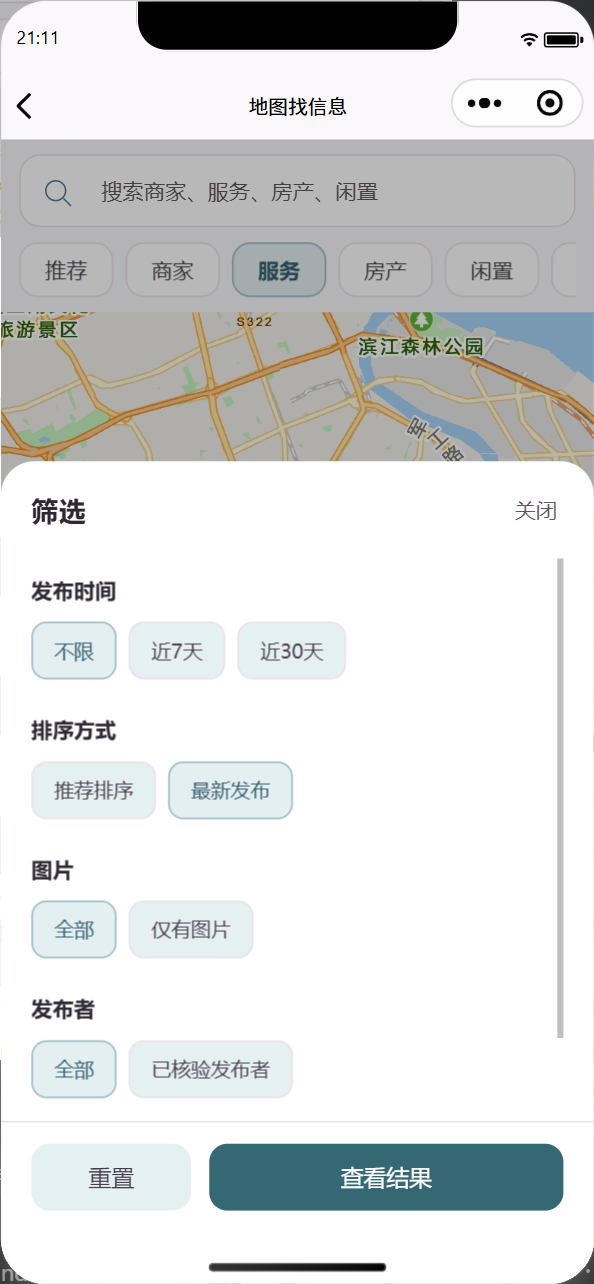 21:11
地图找信息
搜索商家、服务、房产、闲置
推荐 商家 服务 房产 闲置
S322
旅游景区
滨江森林公园
军工路
筛选 关闭
发布时间
不限 近7天 近30天
排序方式
推荐排序 最新发布
图片
全部 仅有图片
发布者
全部 已核验发布者
重置 查看结果